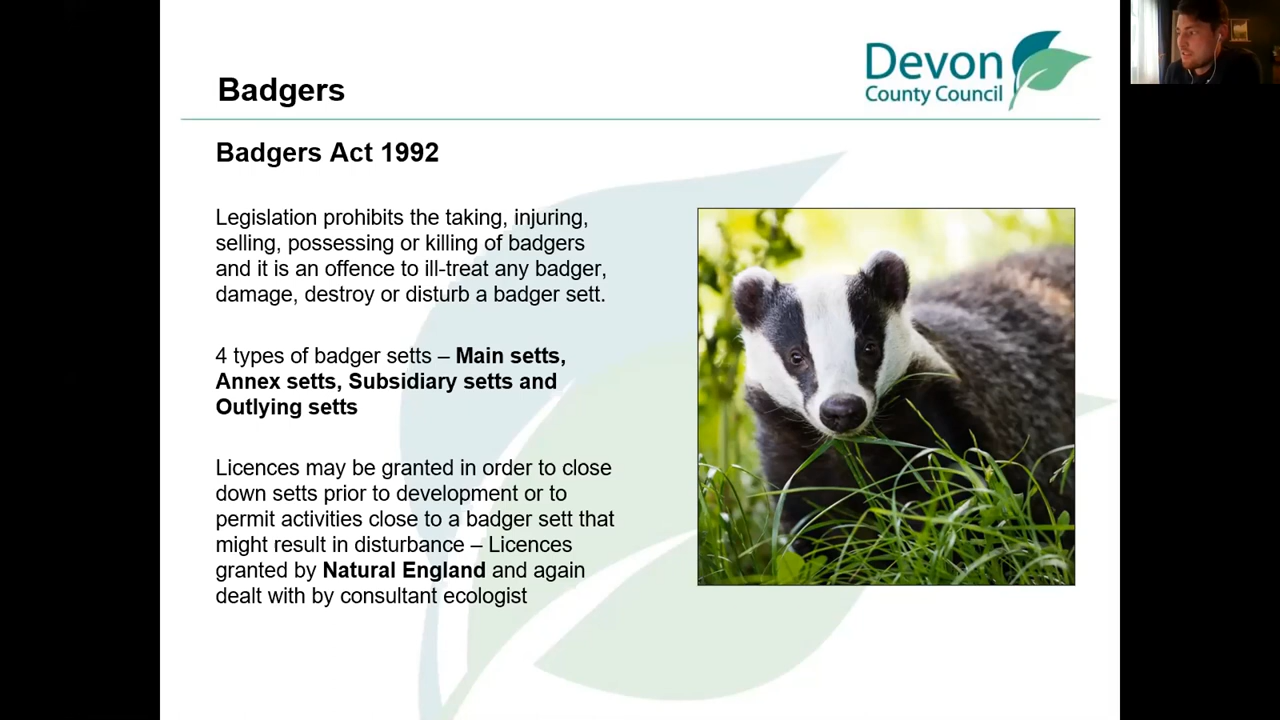 Badgers
Devon
County Council
Badgers Act 1992
Legislation prohibits the taking, injuring,
selling, possessing or killing of badgers
and it is an offence to ill-treat any badger,
damage, destroy or disturb a badger sett.
4 types of badger setts – Main setts,
Annex setts, Subsidiary setts and
Outlying setts
Licences may be granted in order to close
down setts prior to development or to
permit activities close to a badger sett that
might result in disturbance – Licences
granted by Natural England and again
dealt with by consultant ecologist